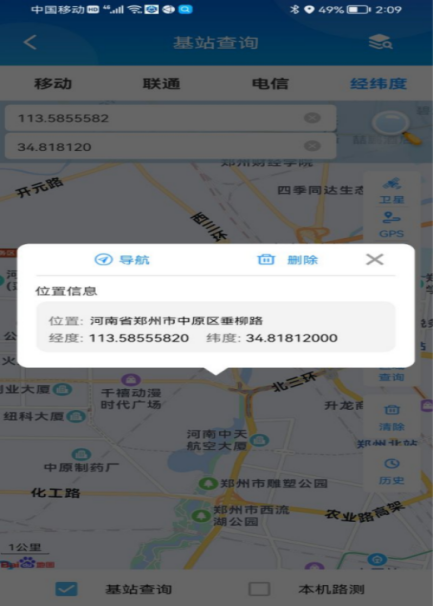 中国移动 HD 4G
49% 2:09
基站查询
移动 联通 电信 经纬度
113.5855582
34.818120
郑州财经学院
开元路
四季同达生态
西三环
卫星
GPS
导航 删除
位置信息
位置: 河南省郑州市中原区垂柳路
经度: 113.58555820 纬度: 34.81812000
北三环
查询
业大厦
千禧动漫
时代广场
升龙
纽科大厦
清除
河南中天
航空大厦
郑州北站
中原制药厂
历史
郑州市雕塑公园
化工路
郑州市西流
湖公园
农业路高架
1公里
基站查询 本机路测